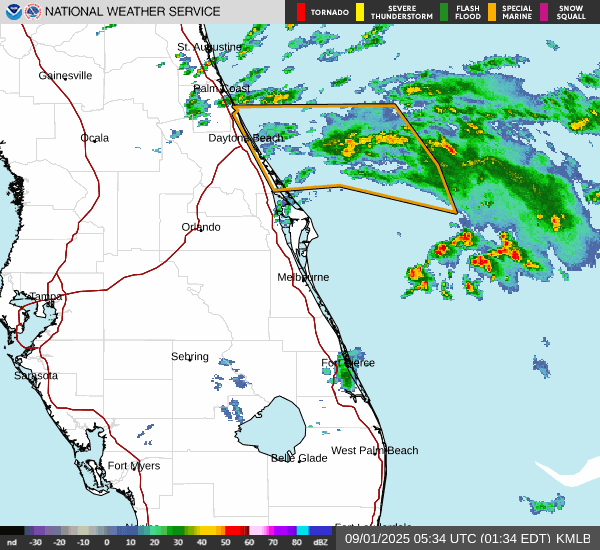 NATIONAL WEATHER SERVICE
TORNADO
SEVERE THUNDERSTORM
FLASH FLOOD
SPECIAL MARINE
SNOW SQUALL
St. Augustine
Gainesville
Palm Coast
Ocala
Daytona Beach
Orlando
Melbourne
Tampa
Sebring
Fort Pierce
Sarasota
West Palm Beach
Belle Glade
Fort Myers
nd -30 -20 -10 0 10 20 30 40 50 60 70 80 dBZ
09/01/2025 05:34 UTC (01:34 EDT) KMLB